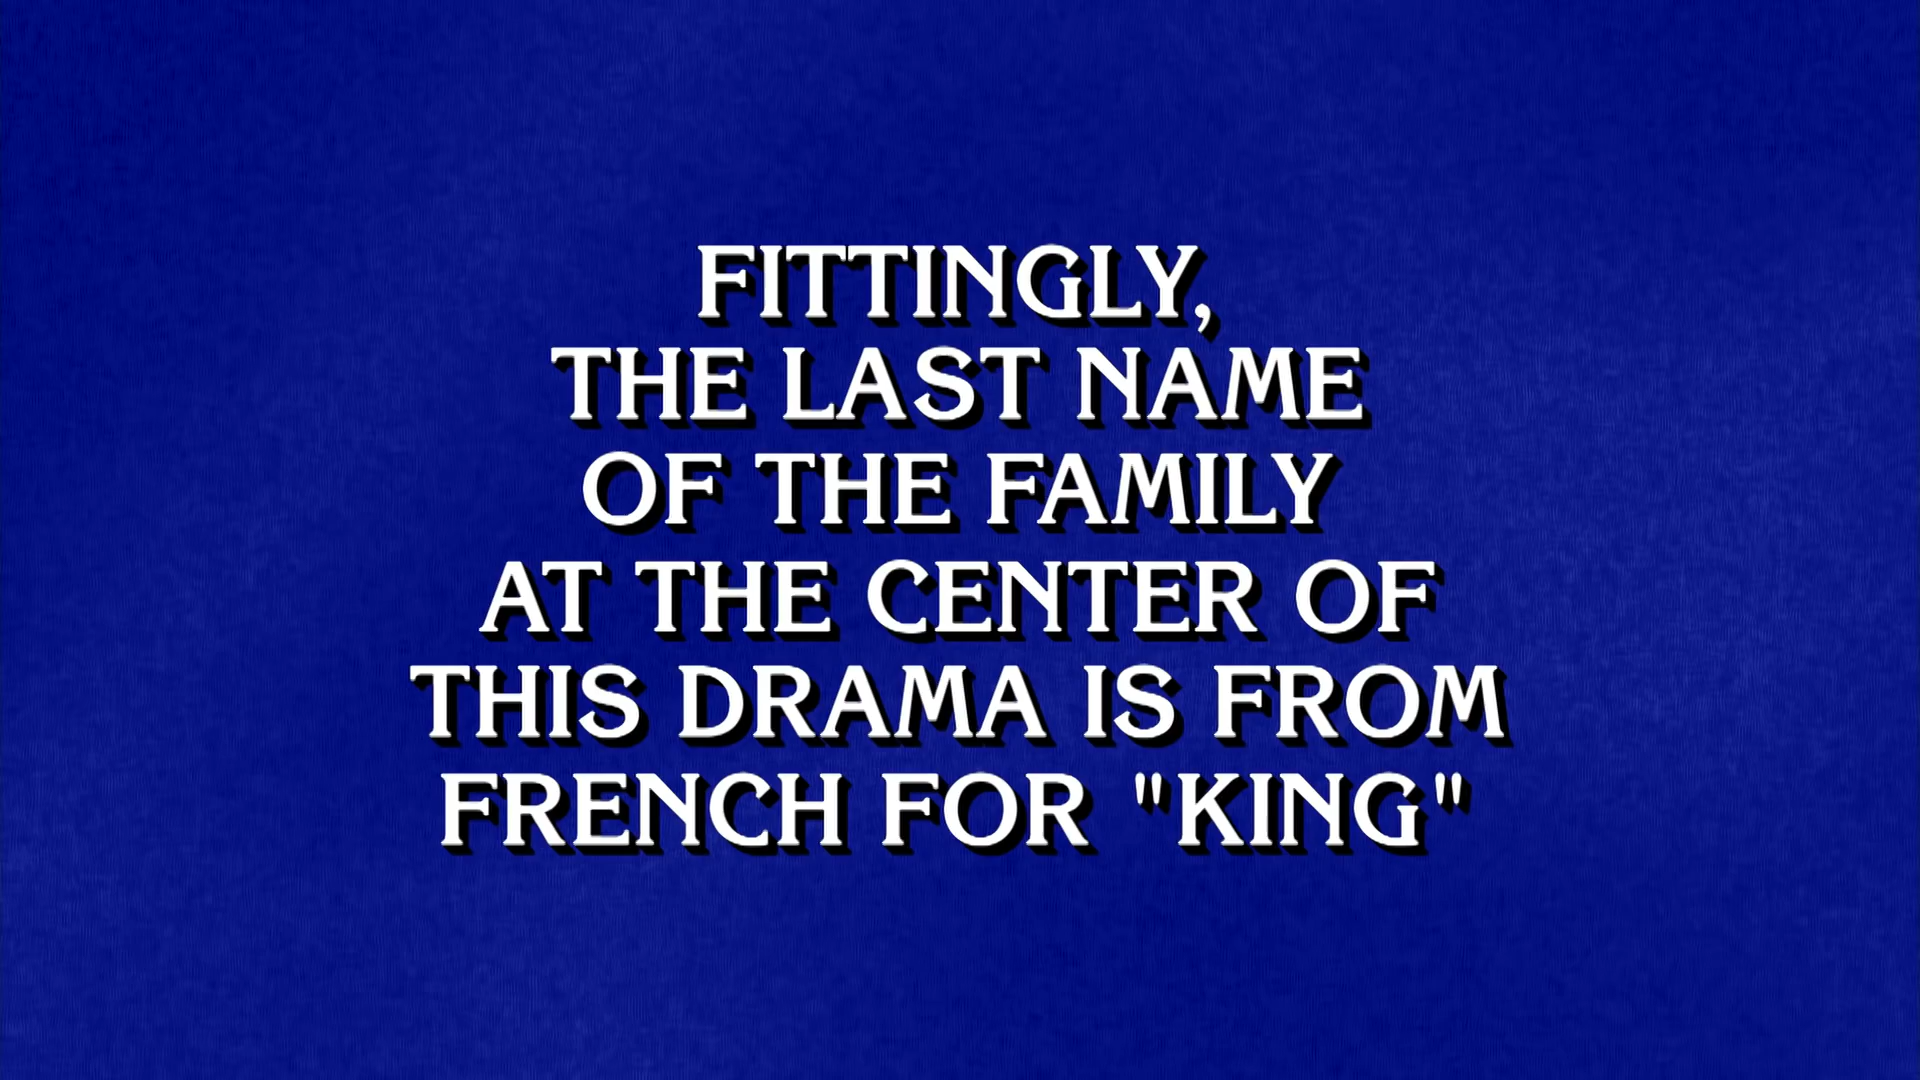 FITTINGLY,
THE LAST NAME
OF THE FAMILY
AT THE CENTER OF
THIS DRAMA IS FROM
FRENCH FOR "KING"